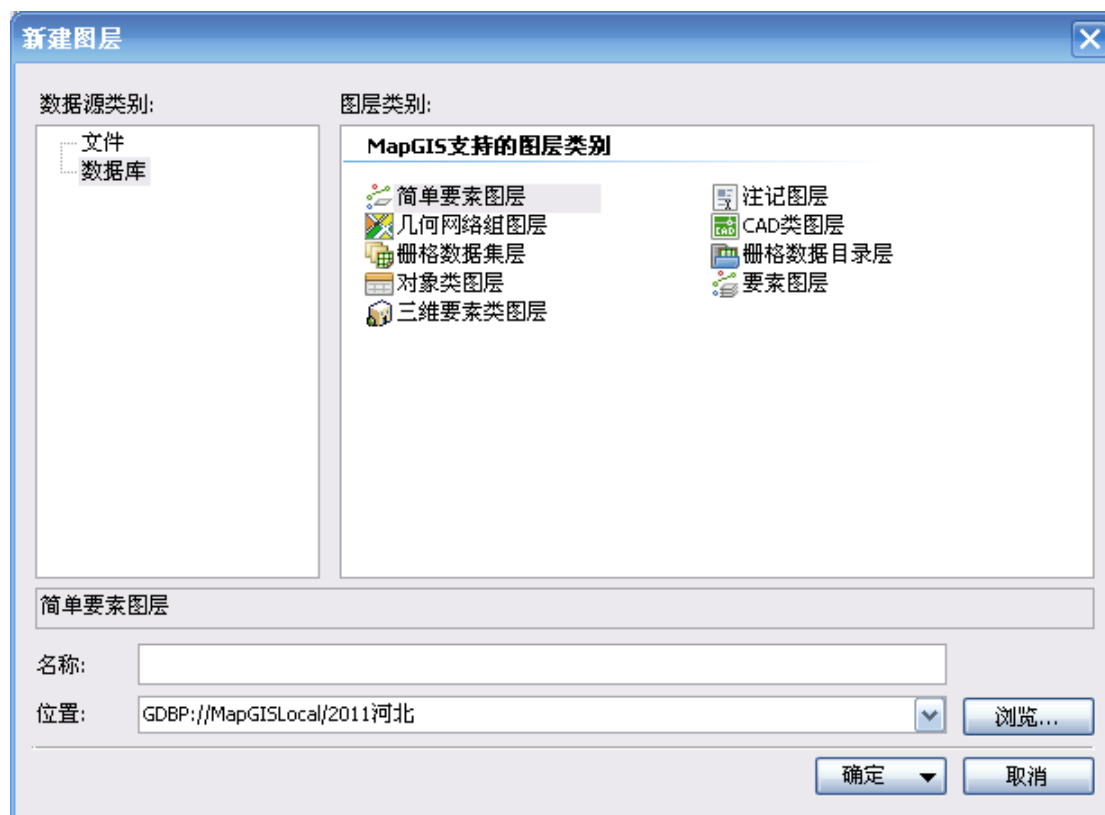 新建图层
数据源类别:
图层类别:
文件
数据库
MapGIS支持的图层类别
简单要素图层
注记图层
几何网络组图层
CAD类图层
栅格数据集层
栅格数据目录层
对象类图层
要素图层
三维要素类图层
简单要素图层
名称:
位置:
GDBP://MapGISLocal/2011河北
浏览...
确定
取消